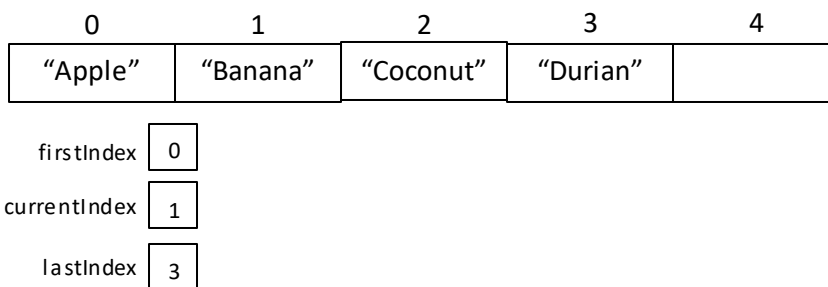 0 1 2 3 4
“Apple” “Banana” “Coconut” “Durian”
firstIndex 0
currentIndex 1
lastIndex 3